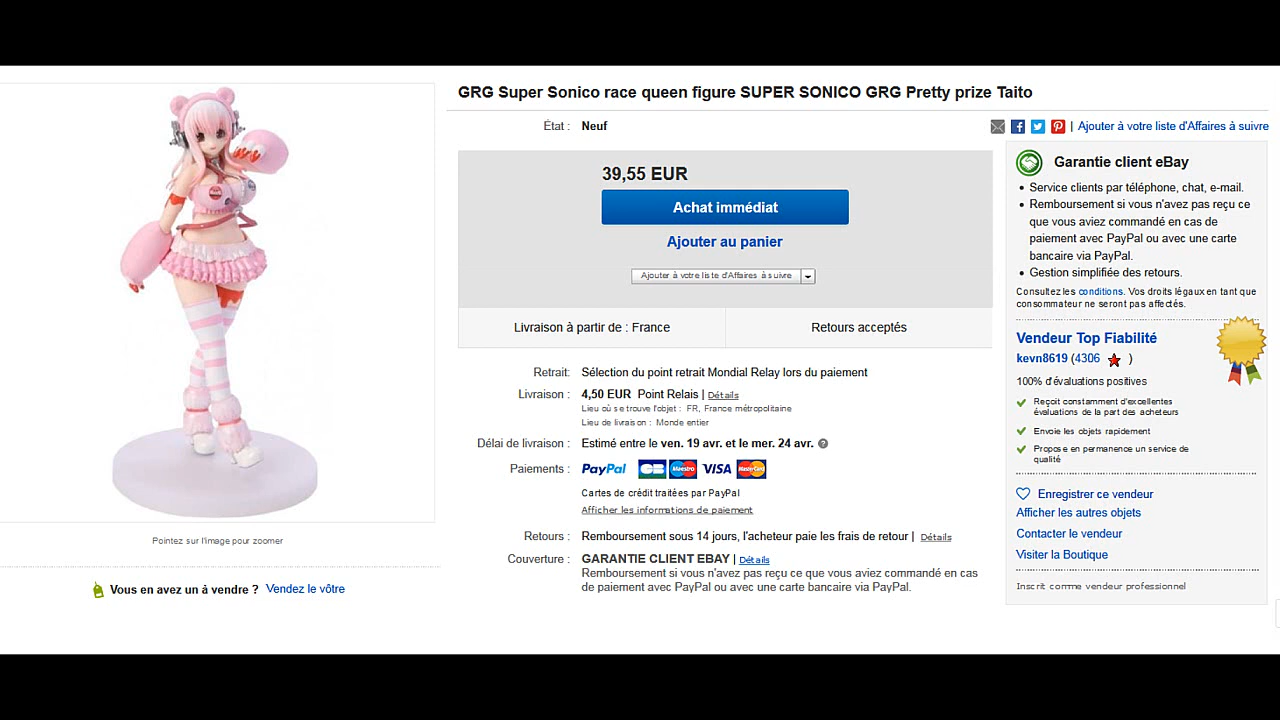 GRG Super Sonico race queen figure SUPER SONICO GRG Pretty prize Taito
État : Neuf
| Ajouter à votre liste d'Affaires à suivre
39,55 EUR
Achat immédiat
Ajouter au panier
Ajouter à votre liste d'Affaires à suivre
Livraison à partir de : France
Retours acceptés
Retrait: Sélection du point retrait Mondial Relay lors du paiement
Livraison : 4,50 EUR Point Relais | Détails
Lieu où se trouve l'objet : FR, France métropolitaine
Lieu de livraison : Monde entier
Délai de livraison : Estimé entre le ven. 19 avr. et le mer. 24 avr. ?
Paiements : PayPal CB Maestro VISA MasterCard
Cartes de crédit traitées par PayPal
Afficher les informations de paiement
Retours : Remboursement sous 14 jours, l'acheteur paie les frais de retour | Détails
Couverture : GARANTIE CLIENT EBAY | Détails
Remboursement si vous n'avez pas reçu ce que vous aviez commandé en cas
de paiement avec PayPal ou avec une carte bancaire via PayPal.
Pointez sur l'image pour zoomer
Vous en avez un à vendre ? Vendez le vôtre
Garantie client eBay
Service clients par téléphone, chat, e-mail.
Remboursement si vous n'avez pas reçu ce
que vous aviez commandé en cas de
paiement avec PayPal ou avec une carte
bancaire via PayPal.
Gestion simplifiée des retours.
Consultez les conditions. Vos droits légaux en tant que
consommateur ne seront pas affectés.
Vendeur Top Fiabilité
kevn8619 (4306 )
100% d'évaluations positives
Reçoit constamment d'excellentes
évaluations de la part des acheteurs
Envoie les objets rapidement
Propose en permanence un service de
qualité
Enregistrer ce vendeur
Afficher les autres objets
Contacter le vendeur
Visiter la Boutique
Inscrit comme vendeur professionnel